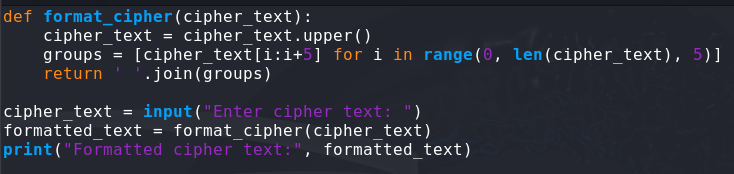 def format_cipher(cipher_text):
    cipher_text = cipher_text.upper()
    groups = [cipher_text[i:i+5] for i in range(0, len(cipher_text), 5)]
    return ' '.join(groups)

cipher_text = input("Enter cipher text: ")
formatted_text = format_cipher(cipher_text)
print("Formatted cipher text:", formatted_text)